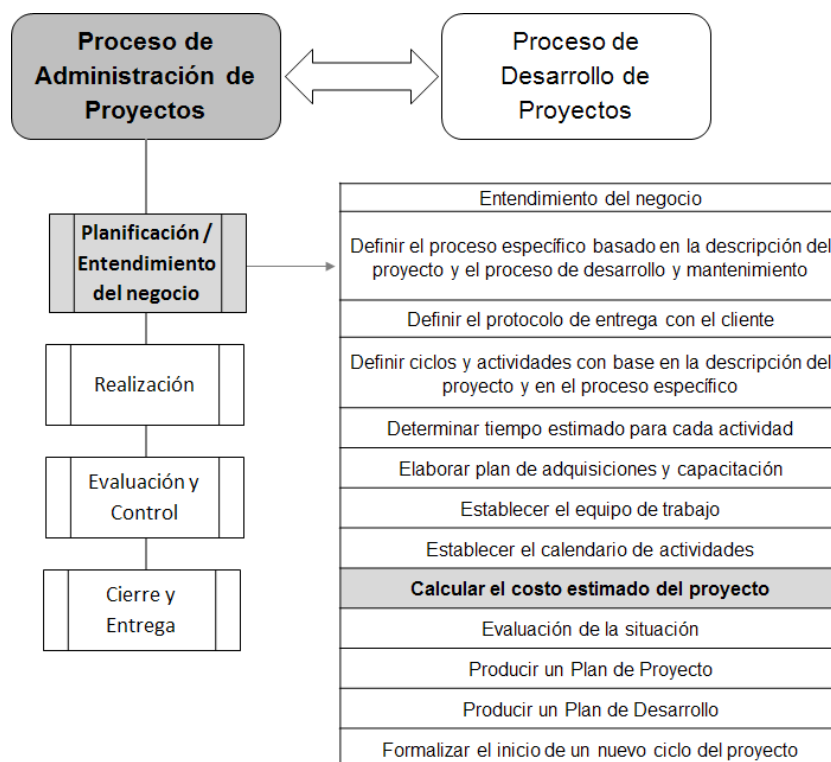 Proceso de
Administración de
Proyectos
Proceso de
Desarrollo de
Proyectos
Planificación /
Entendimiento
del negocio
Realización
Evaluación y
Control
Cierre y
Entrega
Entendimiento del negocio
Definir el proceso específico basado en la descripción del
proyecto y el proceso de desarrollo y mantenimiento
Definir el protocolo de entrega con el cliente
Definir ciclos y actividades con base en la descripción del
proyecto y en el proceso específico
Determinar tiempo estimado para cada actividad
Elaborar plan de adquisiciones y capacitación
Establecer el equipo de trabajo
Establecer el calendario de actividades
Calcular el costo estimado del proyecto
Evaluación de la situación
Producir un Plan de Proyecto
Producir un Plan de Desarrollo
Formalizar el inicio de un nuevo ciclo del proyecto